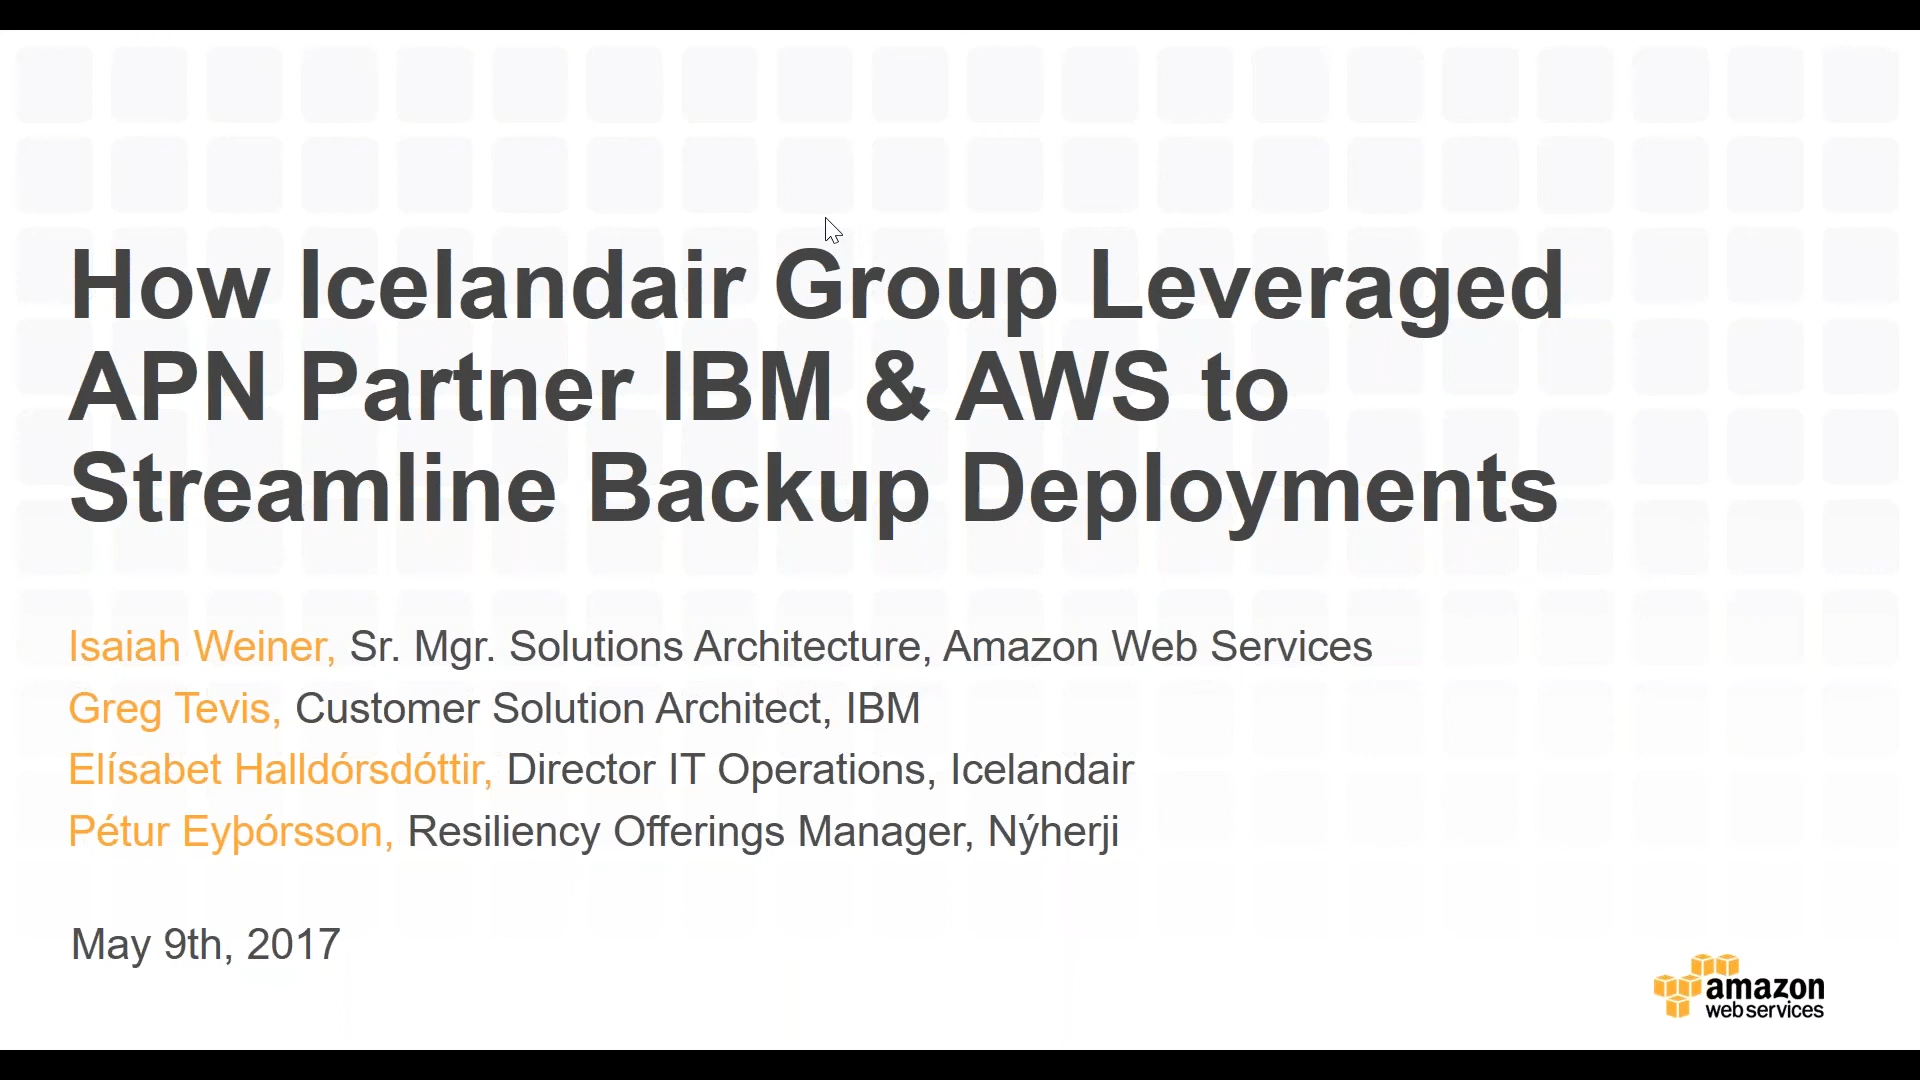 How Icelandair Group Leveraged
APN Partner IBM & AWS to
Streamline Backup Deployments
Isaiah Weiner, Sr. Mgr. Solutions Architecture, Amazon Web Services
Greg Tevis, Customer Solution Architect, IBM
Elísabet Halldórsdóttir, Director IT Operations, Icelandair
Pétur Eyþórsson, Resiliency Offerings Manager, Nýherji
May 9th, 2017
amazon
web services